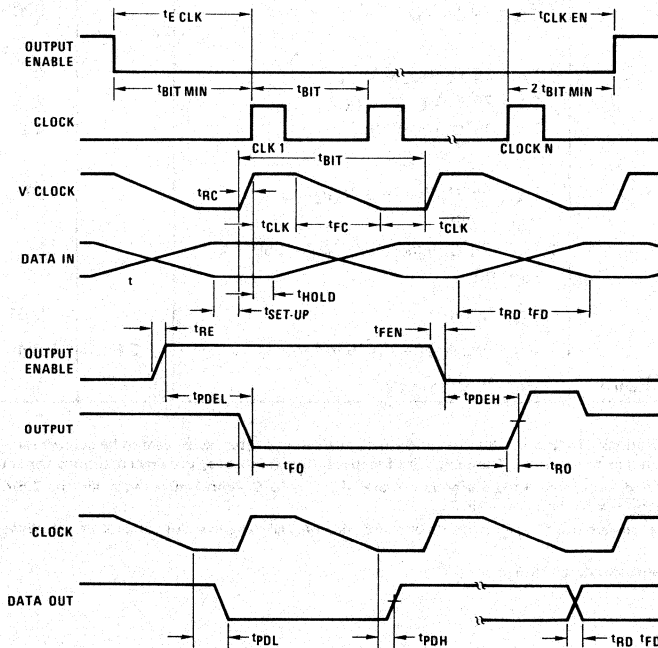 tE CLK
tCLK EN
OUTPUT
ENABLE
tBIT MIN
tBIT
2 tBIT MIN
CLOCK
CLK 1
CLOCK N
tBIT
V CLOCK
tRC
tCLK
tFC
CLK
DATA IN
t
tHOLD
tSET-UP
tRD tFD
tRE
tFEN
OUTPUT
ENABLE
tPDEL
tPDEH
OUTPUT
tFO
tRO
CLOCK
DATA OUT
tPDL
tPDH
tRD tFD